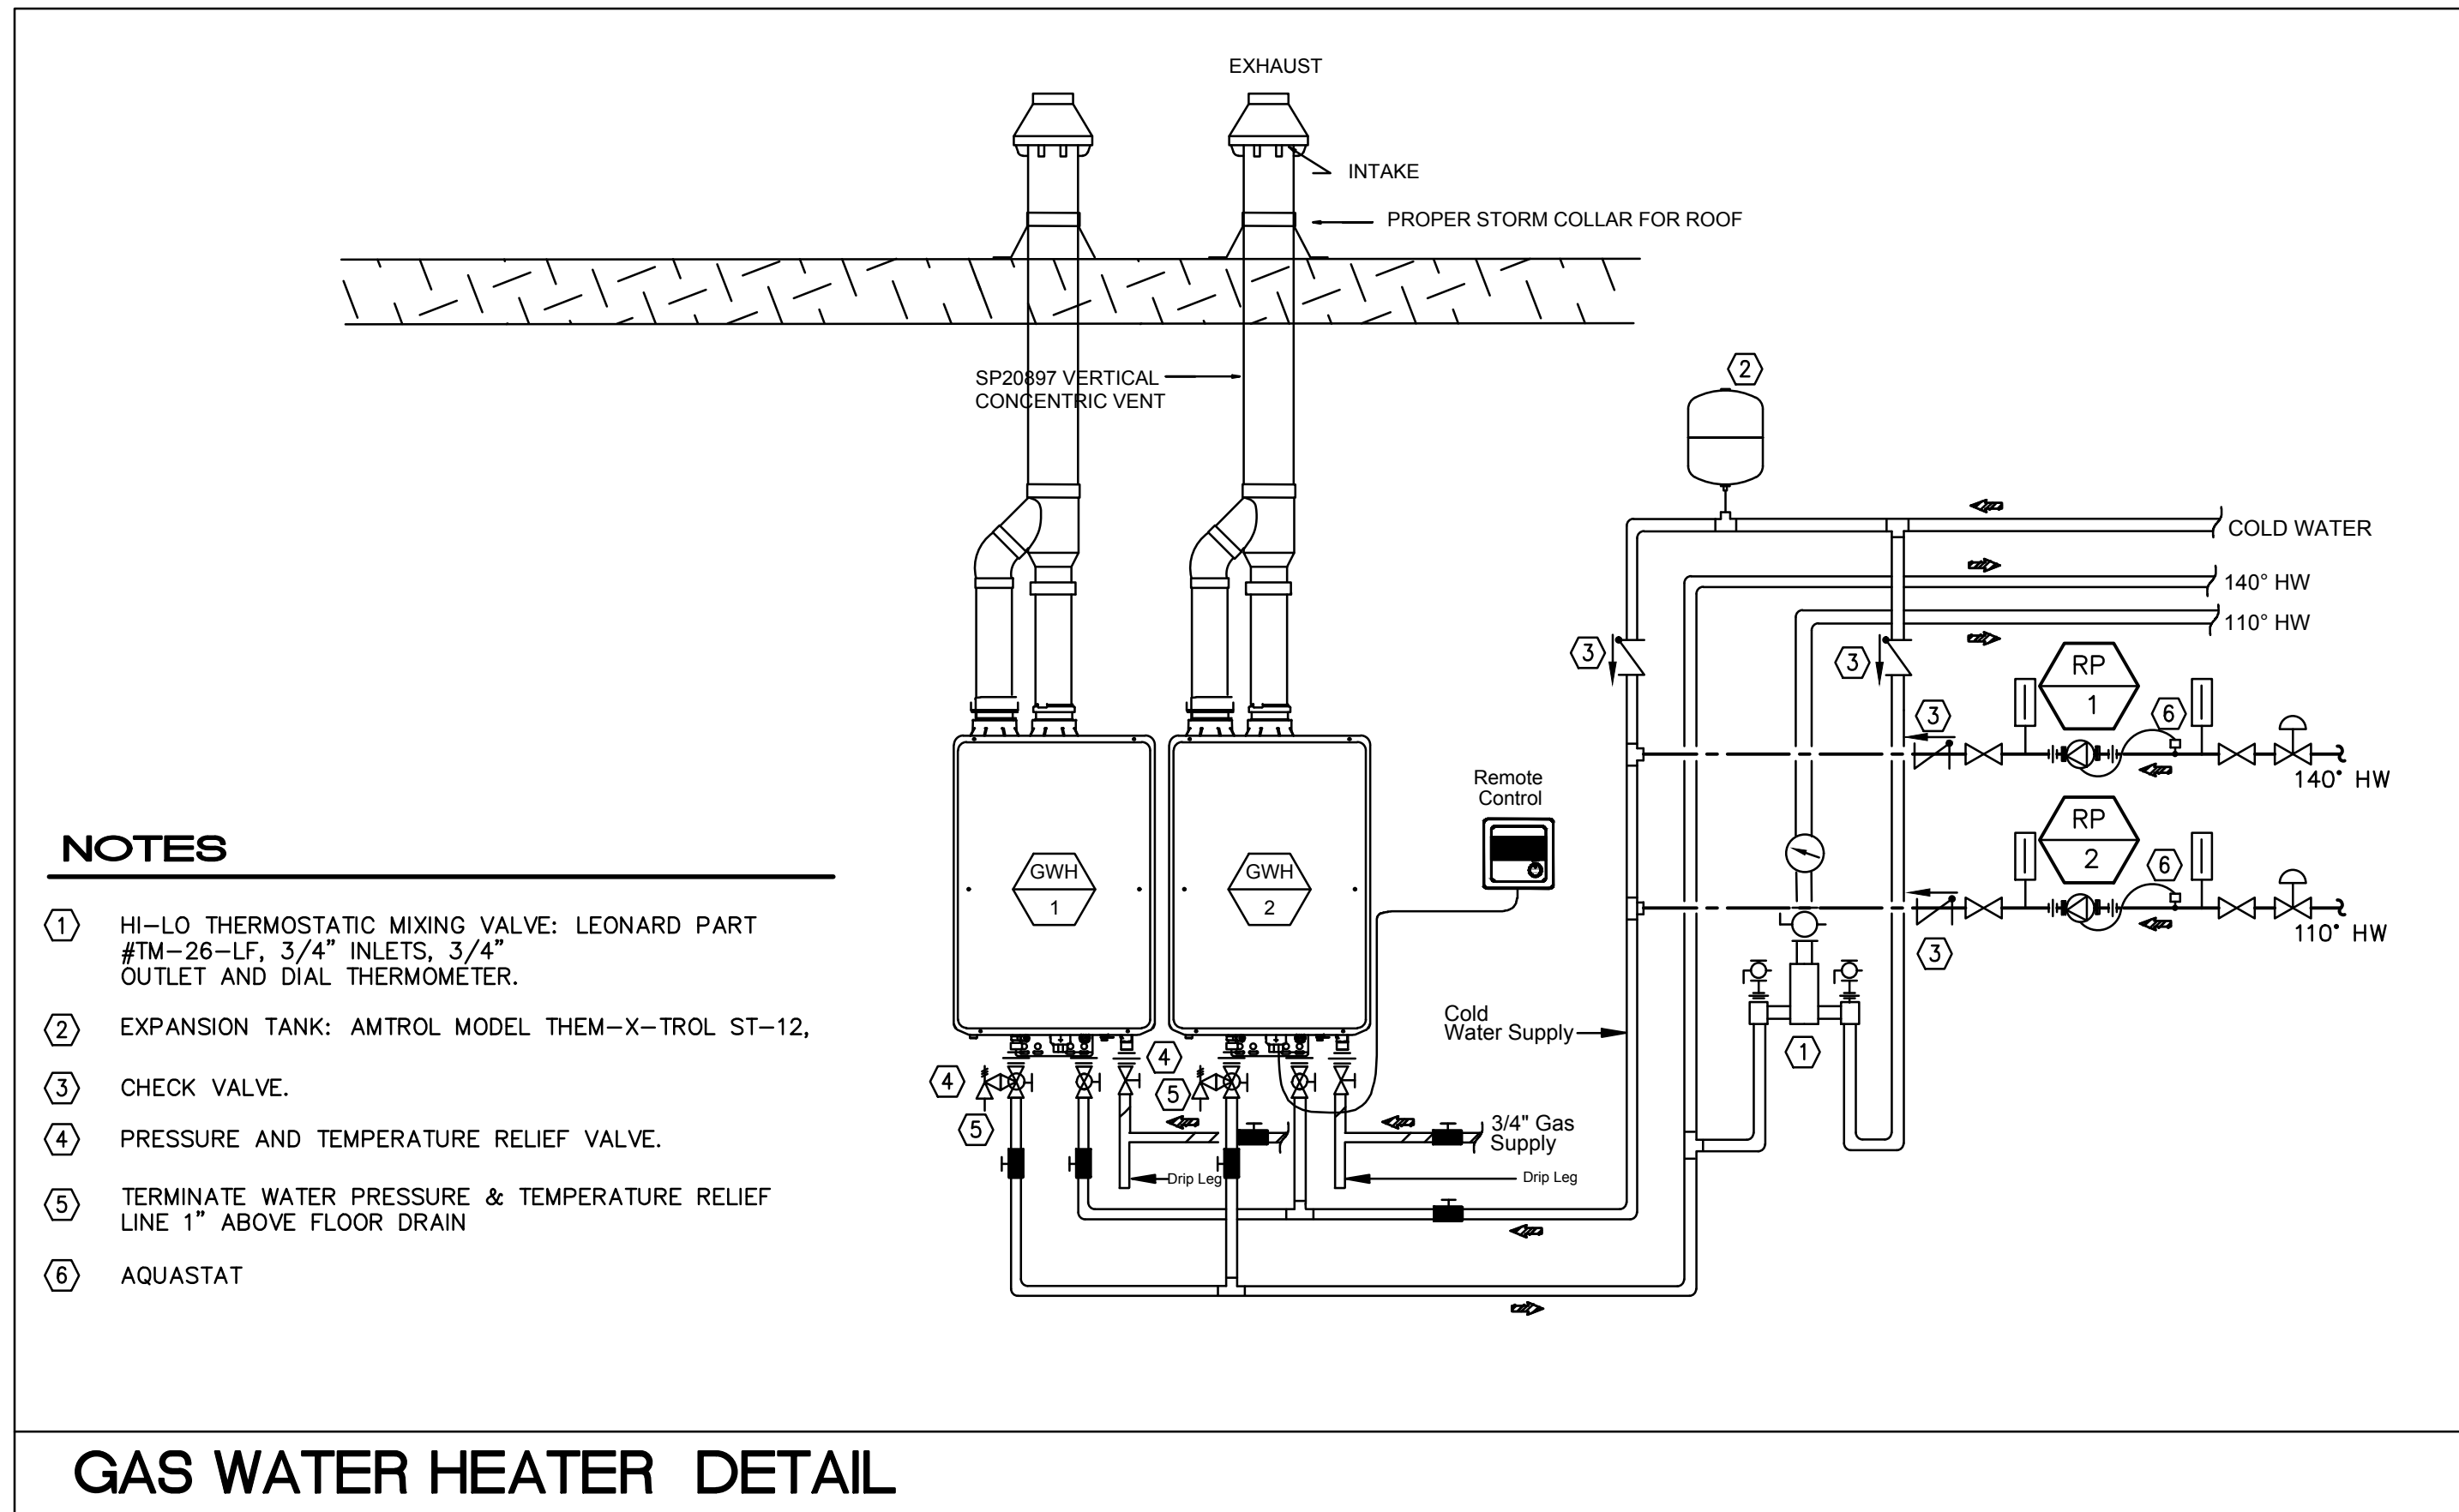 EXHAUST
INTAKE
PROPER STORM COLLAR FOR ROOF
SP20897 VERTICAL
CONCENTRIC VENT
2
COLD WATER
140° HW
110° HW
3
3
RP
1
3
6
140° HW
RP
2
6
3
110° HW
Remote
Control
GWH
1
GWH
2
Cold
Water Supply
1
4
4
5
5
3/4" Gas
Supply
Drip Leg
Drip Leg
NOTES
1 HI-LO THERMOSTATIC MIXING VALVE: LEONARD PART
#TM-26-LF, 3/4" INLETS, 3/4"
OUTLET AND DIAL THERMOMETER.
2 EXPANSION TANK: AMTROL MODEL THEM-X-TROL ST-12,
3 CHECK VALVE.
4 PRESSURE AND TEMPERATURE RELIEF VALVE.
5 TERMINATE WATER PRESSURE & TEMPERATURE RELIEF
LINE 1" ABOVE FLOOR DRAIN
6 AQUASTAT
GAS WATER HEATER DETAIL